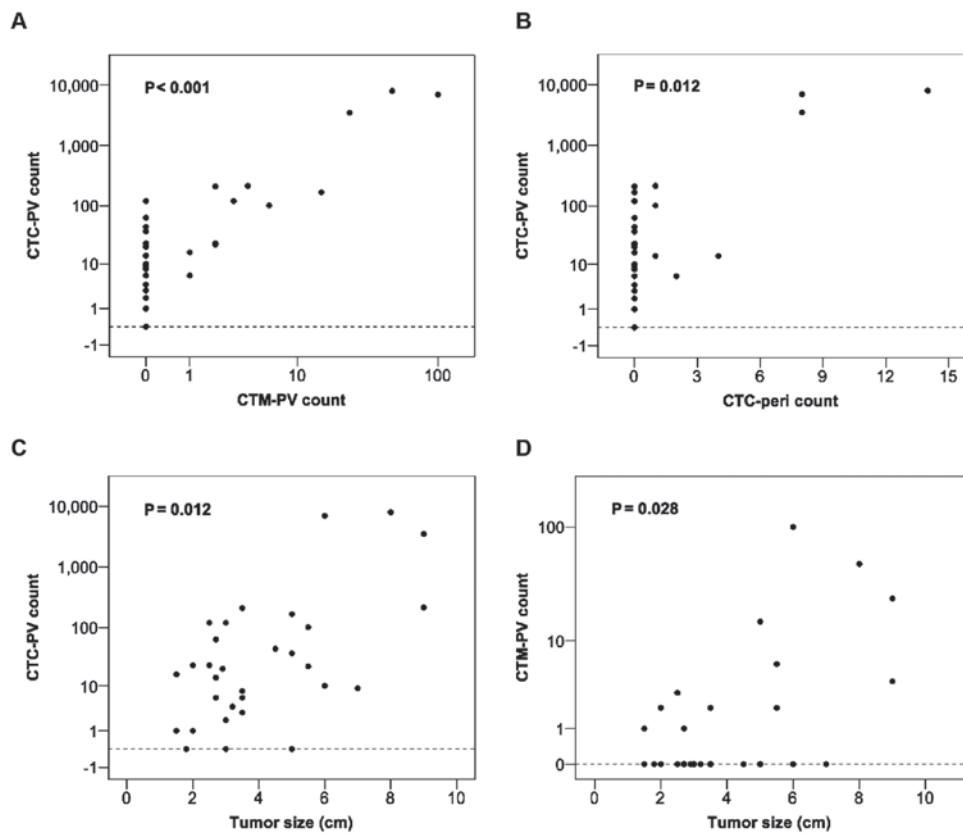 A
P< 0.001
CTC-PV count
10,000
1,000
100
10
1
-1
0 1 10 100
CTM-PV count
B
P= 0.012
CTC-PV count
10,000
1,000
100
10
1
-1
0 3 6 9 12 15
CTC-peri count
C
P= 0.012
CTC-PV count
10,000
1,000
100
10
1
-1
0 2 4 6 8 10
Tumor size (cm)
D
P= 0.028
CTM-PV count
100
10
1
0
0 2 4 6 8 10
Tumor size (cm)